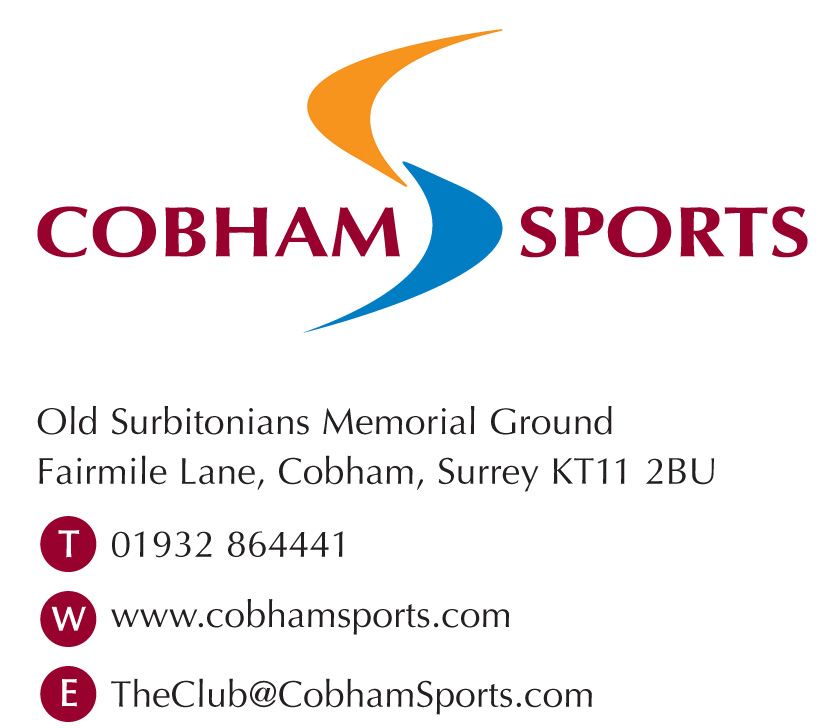 COBHAM SPORTS
Old Surbitonians Memorial Ground
Fairmile Lane, Cobham, Surrey KT11 2BU
T 01932 864441
W www.cobhamsports.com
E TheClub@CobhamSports.com